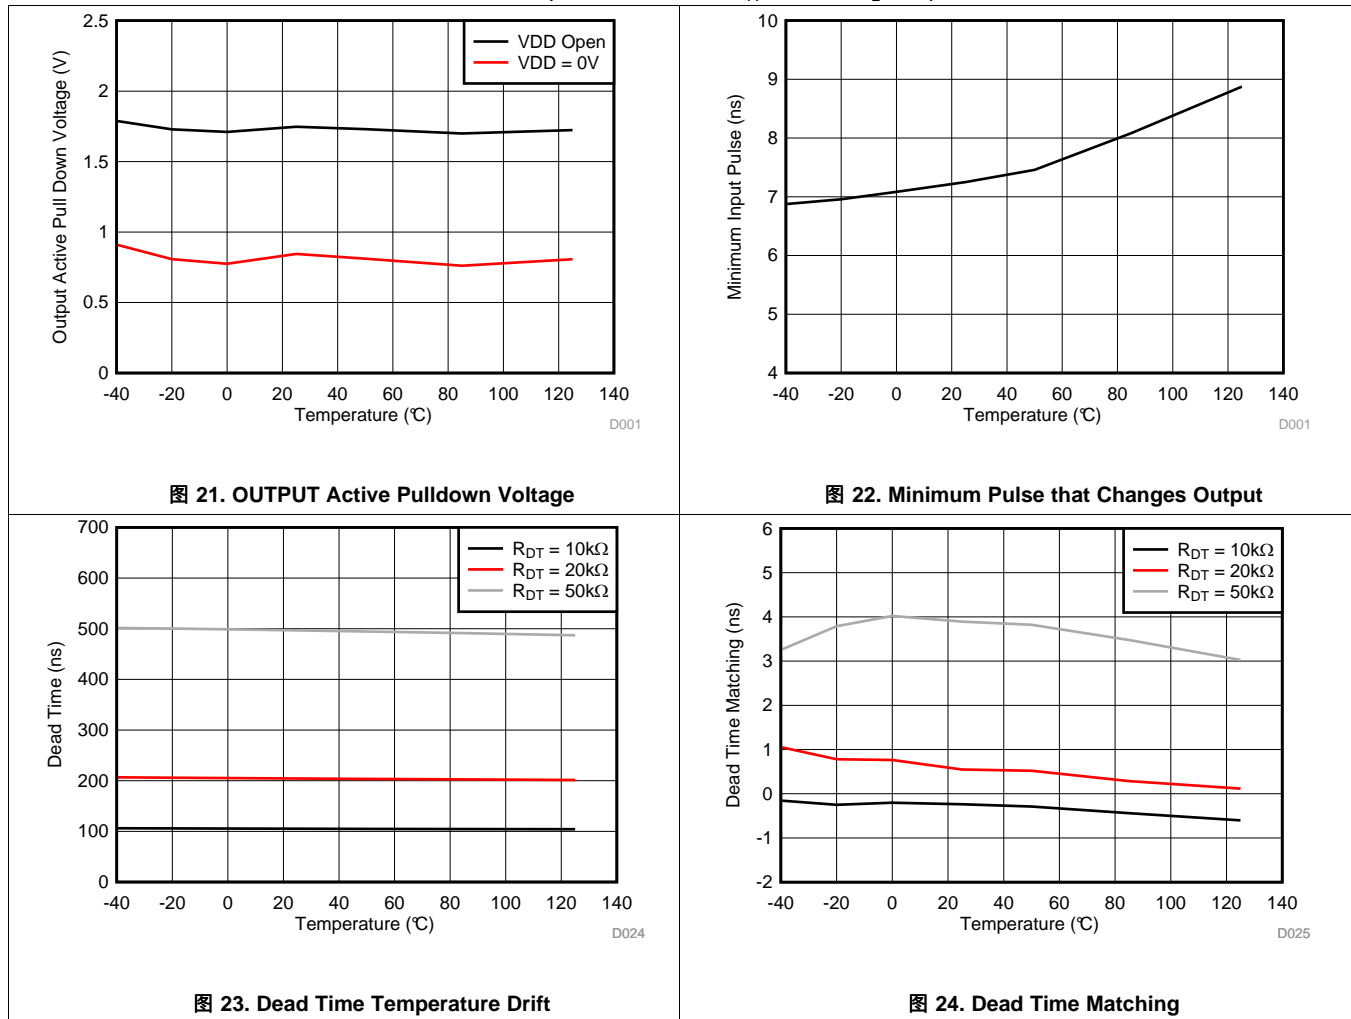 2.5
2
1.5
1
0.5
0
-40 -20 0 20 40 60 80 100 120 140
Output Active Pull Down Voltage (V)
Temperature (°C)
VDD Open
VDD = 0V
D001
图 21. OUTPUT Active Pulldown Voltage
10
9
8
7
6
5
4
-40 -20 0 20 40 60 80 100 120 140
Minimum Input Pulse (ns)
Temperature (°C)
D001
图 22. Minimum Pulse that Changes Output
700
600
500
400
300
200
100
0
-40 -20 0 20 40 60 80 100 120 140
Dead Time (ns)
Temperature (°C)
RDT = 10kΩ
RDT = 20kΩ
RDT = 50kΩ
D024
图 23. Dead Time Temperature Drift
6
5
4
3
2
1
0
-1
-2
-40 -20 0 20 40 60 80 100 120 140
Dead Time Matching (ns)
Temperature (°C)
RDT = 10kΩ
RDT = 20kΩ
RDT = 50kΩ
D025
图 24. Dead Time Matching